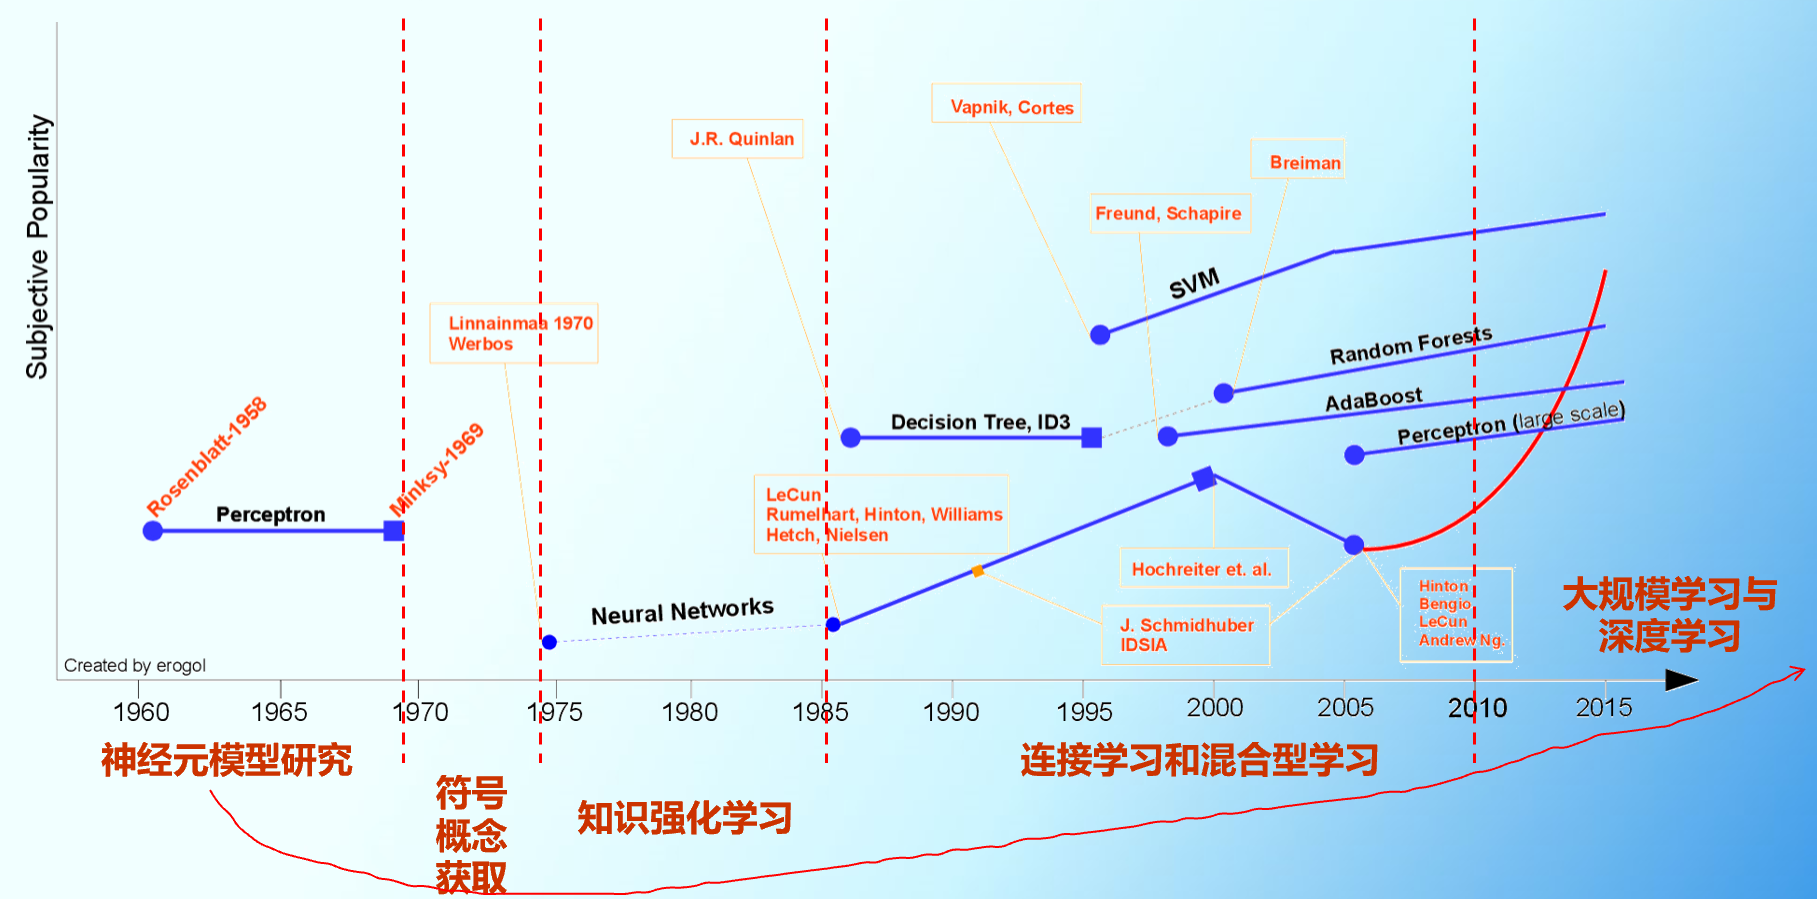 Subjective Popularity
Vapnik, Cortes
J.R. Quinlan
Breiman
Freund, Schapire
SVM
Linnainmaa 1970
Werbos
Random Forests
AdaBoost
Perceptron (large scale)
Decision Tree, ID3
Rosenblatt-1958
Minksy-1969
Perceptron
LeCun
Rumelhart, Hinton, Williams
Hetch, Nielsen
Hochreiter et. al.
Neural Networks
J. Schmidhuber
IDSIA
Hinton
Bengio
LeCun
Andrew Ng.
大规模学习与
深度学习
Created by erogol
1960 1965 1970 1975 1980 1985 1990 1995 2000 2005 2010 2015
神经元模型研究
符号
概念
获取
知识强化学习
连接学习和混合型学习